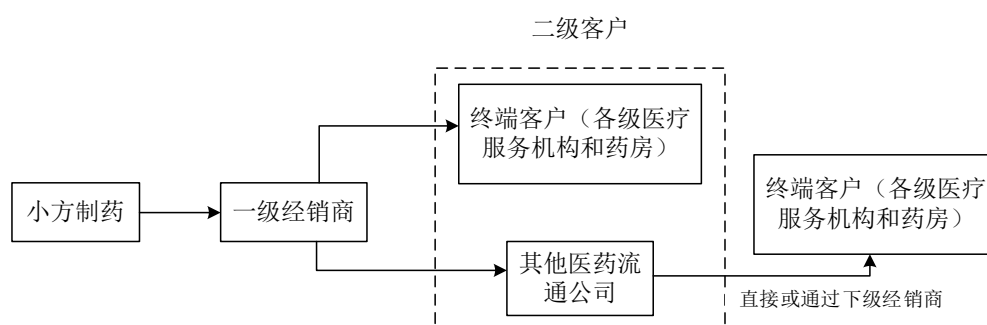 二级客户
终端客户（各级医疗
服务机构和药房）
小方制药
一级经销商
终端客户（各级医疗
服务机构和药房）
其他医药流
通公司
直接或通过下级经销商